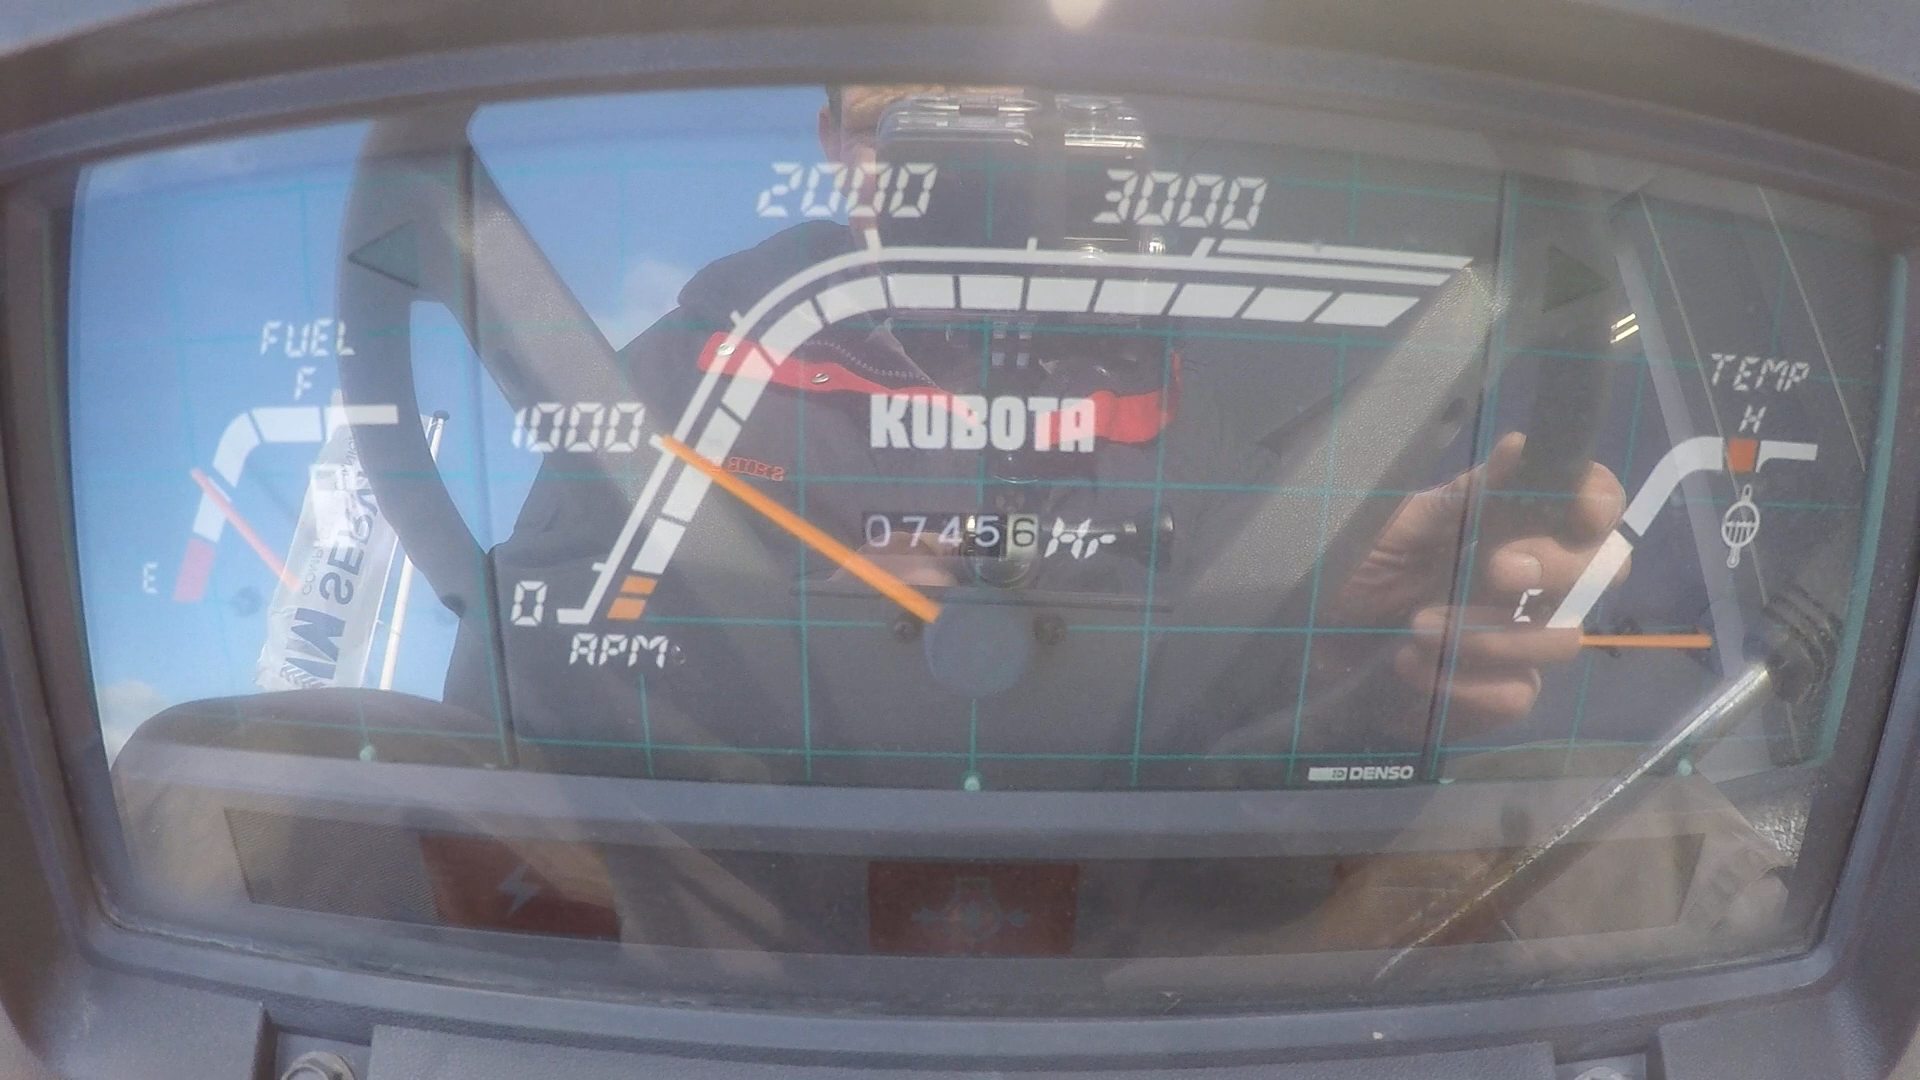 2000 3000
FUEL
F
TEMP
H
1000
KUBOTA
07456 Hr
E
0
C
RPM
DENSO